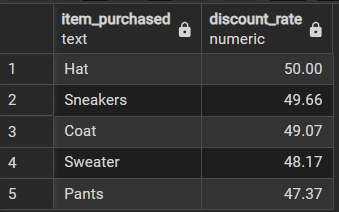 item_purchased discount_rate
text numeric
1 Hat 50.00
2 Sneakers 49.66
3 Coat 49.07
4 Sweater 48.17
5 Pants 47.37